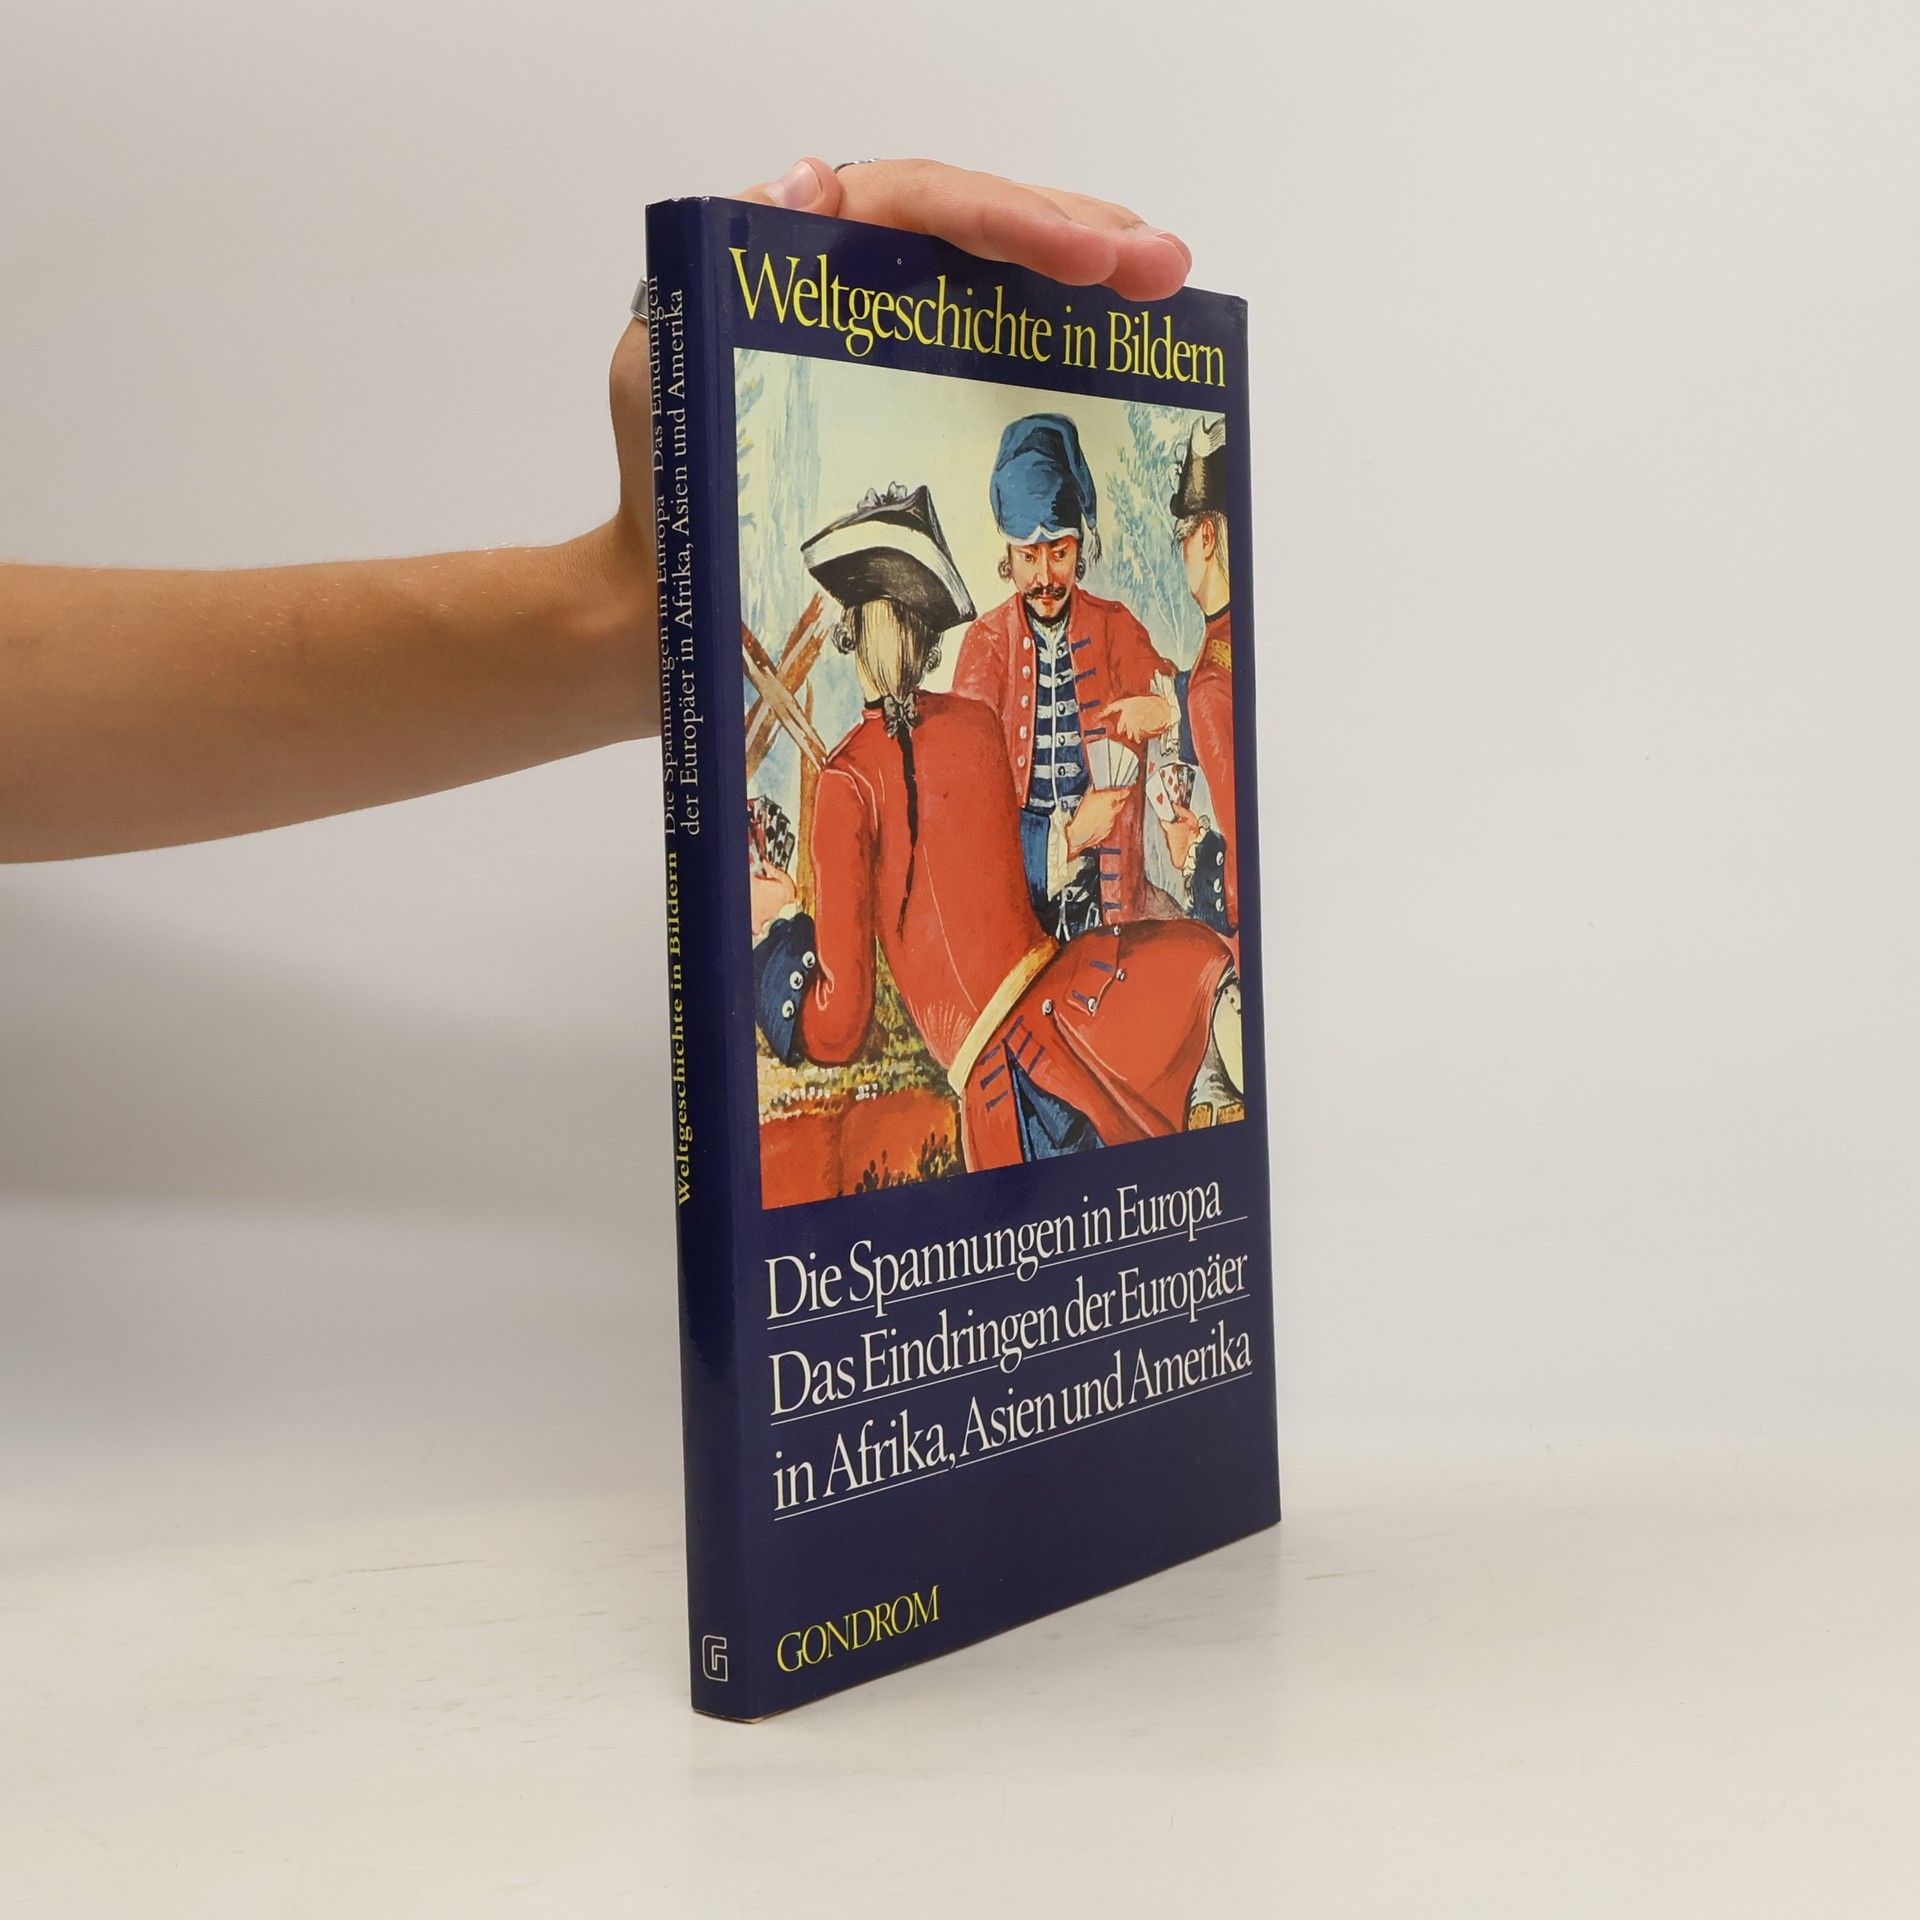 Weltgeschichte in Bildern
Die Spannungen in Europa
Das Eindringen der Europäer
in Afrika, Asien und Amerika
GONDROM
Weltgeschichte in Bildern Die Spannungen in Europa Das Eindringen
der Europäer in Afrika, Asien und Amerika
G